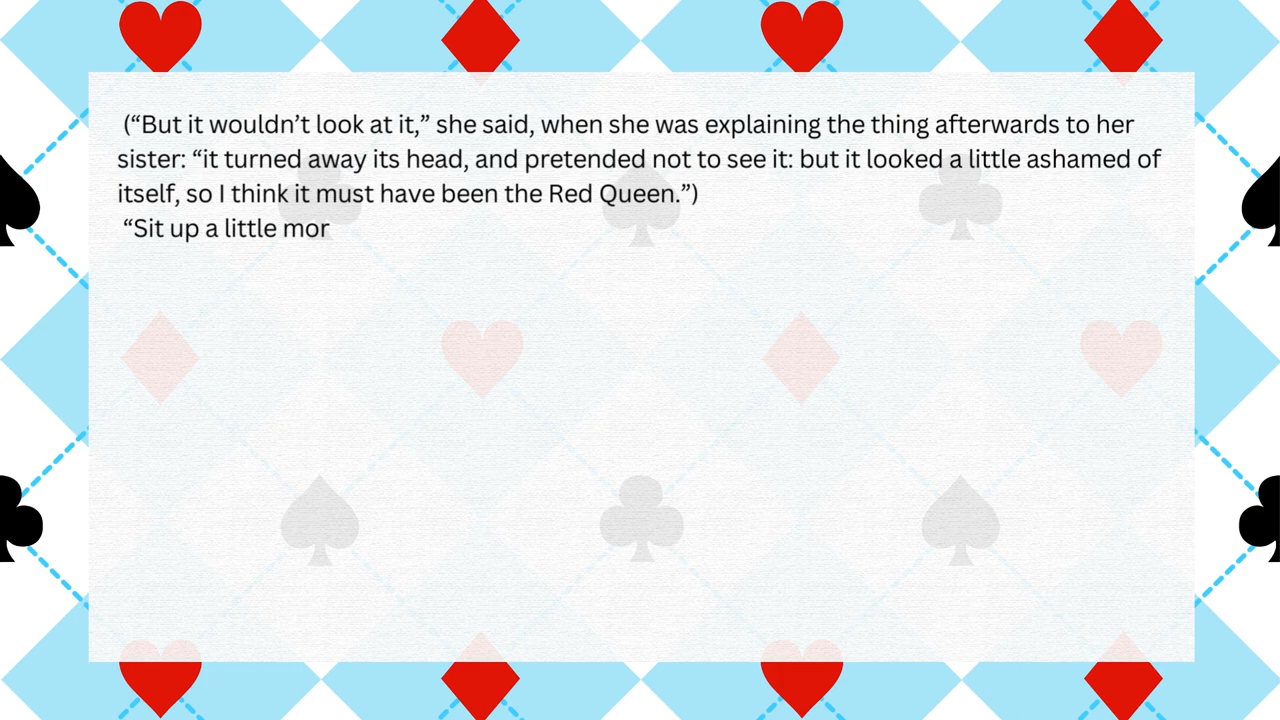 (“But it wouldn’t look at it,” she said, when she was explaining the thing afterwards to her
sister: “it turned away its head, and pretended not to see it: but it looked a little ashamed of
itself, so I think it must have been the Red Queen.”)
“Sit up a little mor